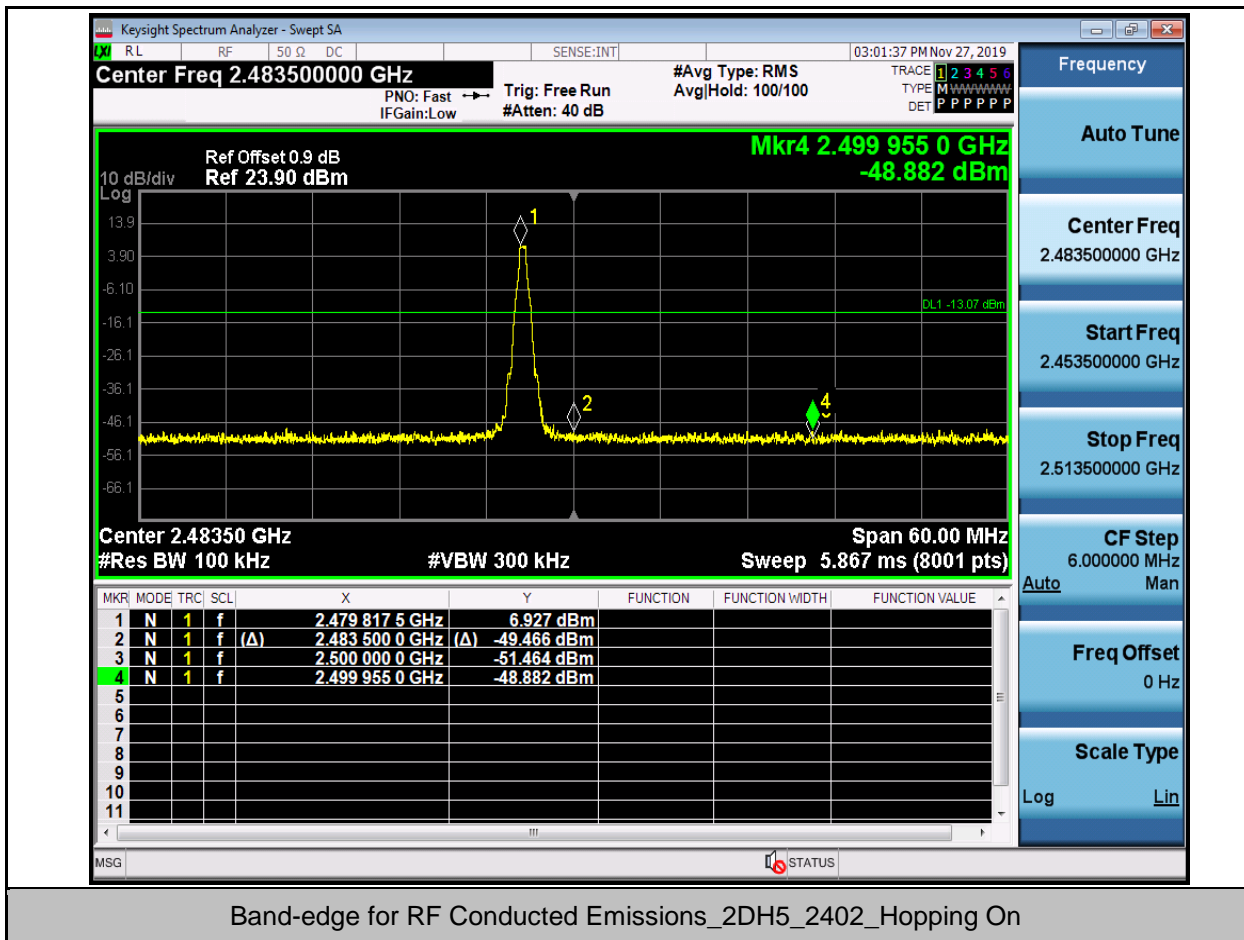 Keysight Spectrum Analyzer - Swept SA
LXI RL RF 50 Ω DC SENSE:INT 03:01:37 PM Nov 27, 2019
Center Freq 2.483500000 GHz
PNO: Fast
IFGain:Low
Trig: Free Run
#Atten: 40 dB
#Avg Type: RMS
Avg|Hold: 100/100
TRACE 1 2 3 4 5 6
TYPE M W W W W W
DET P P P P P P
Frequency
Auto Tune
Center Freq
2.483500000 GHz
Start Freq
2.453500000 GHz
Stop Freq
2.513500000 GHz
CF Step
6.000000 MHz
Auto Man
Freq Offset
0 Hz
Scale Type
Log Lin
Mkr4 2.499 955 0 GHz
-48.882 dBm
Ref Offset 0.9 dB
10 dB/div Ref 23.90 dBm
Log
13.9
3.90
-6.10
-16.1
-26.1
-36.1
-46.1
-56.1
-66.1
1
2
4
DL1 -13.07 dBm
Center 2.48350 GHz Span 60.00 MHz
#Res BW 100 kHz #VBW 300 kHz Sweep 5.867 ms (8001 pts)
MKR MODE TRC SCL X Y FUNCTION FUNCTION WIDTH FUNCTION VALUE
1 N 1 f 2.479 817 5 GHz 6.927 dBm
2 N 1 f (Δ) 2.483 500 0 GHz (Δ) -49.466 dBm
3 N 1 f 2.500 000 0 GHz -51.464 dBm
4 N 1 f 2.499 955 0 GHz -48.882 dBm
5
6
7
8
9
10
11
MSG STATUS
Band-edge for RF Conducted Emissions_2DH5_2402_Hopping On